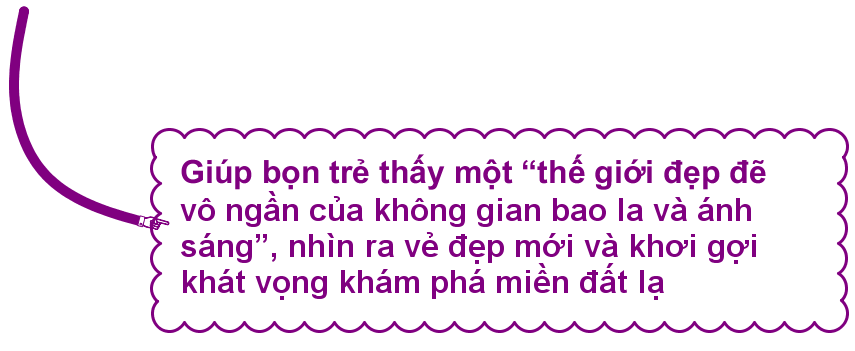 Giúp bọn trẻ thấy một “thế giới đẹp đẽ
vô ngần của không gian bao la và ánh
sáng”, nhìn ra vẻ đẹp mới và khơi gợi
khát vọng khám phá miền đất lạ